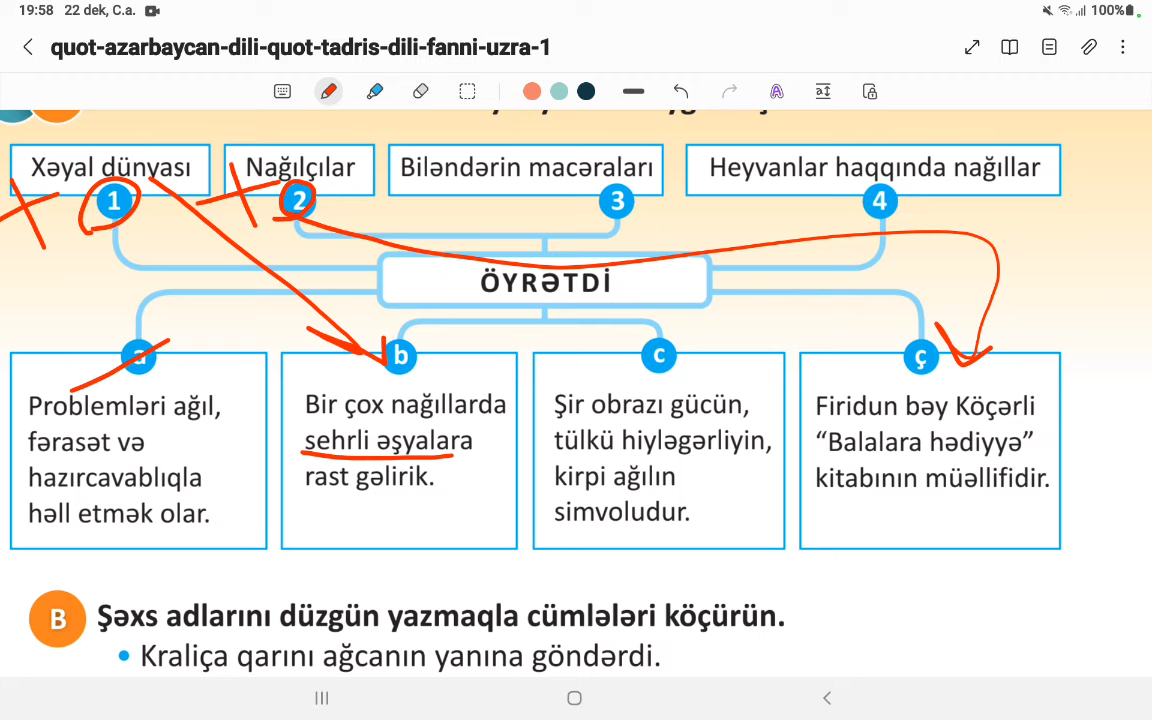 19:58 22 dek, C.a. 100%
quot-azarbaycan-dili-quot-tadris-dili-fanni-uzra-1
Xəyal dünyası
1
Nağılçılar
2
Biləndərin macəraları
3
Heyvanlar haqqında nağıllar
4
ÖYRƏTDİ
a
Problemləri ağıl,
fərasət və
hazırcavablıqla
həll etmək olar.
b
Bir çox nağıllarda
sehrli əşyalara
rast gəlirik.
c
Şir obrazı gücün,
tülkü hiyləgərliyin,
kirpi ağılın
simvoludur.
ç
Firidun bəy Köçərli
“Balalara hədiyyə”
kitabının müəllifidir.
B Şəxs adlarını düzgün yazmaqla cümlələri köçürün.
• Kraliça qarını ağcanın yanına göndərdi.